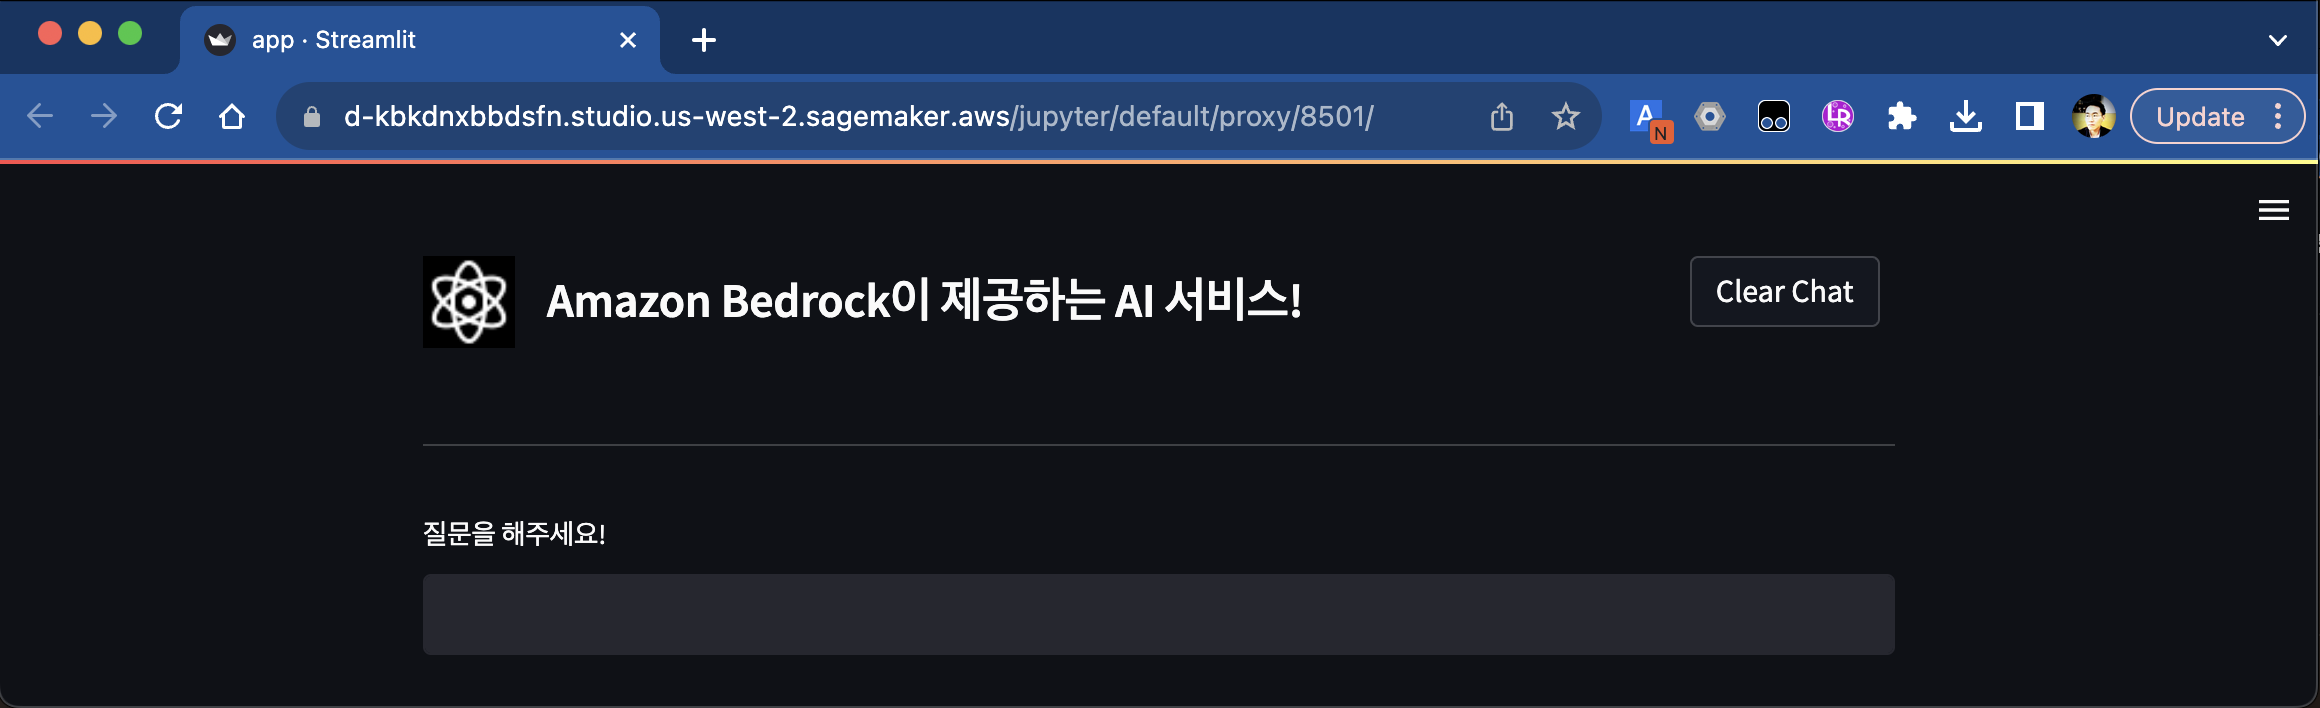 app · Streamlit
d-kbkdnxbbdsfn.studio.us-west-2.sagemaker.aws/jupyter/default/proxy/8501/
A
N
LR
Update
Amazon Bedrock이 제공하는 AI 서비스!
Clear Chat
질문을 해주세요!